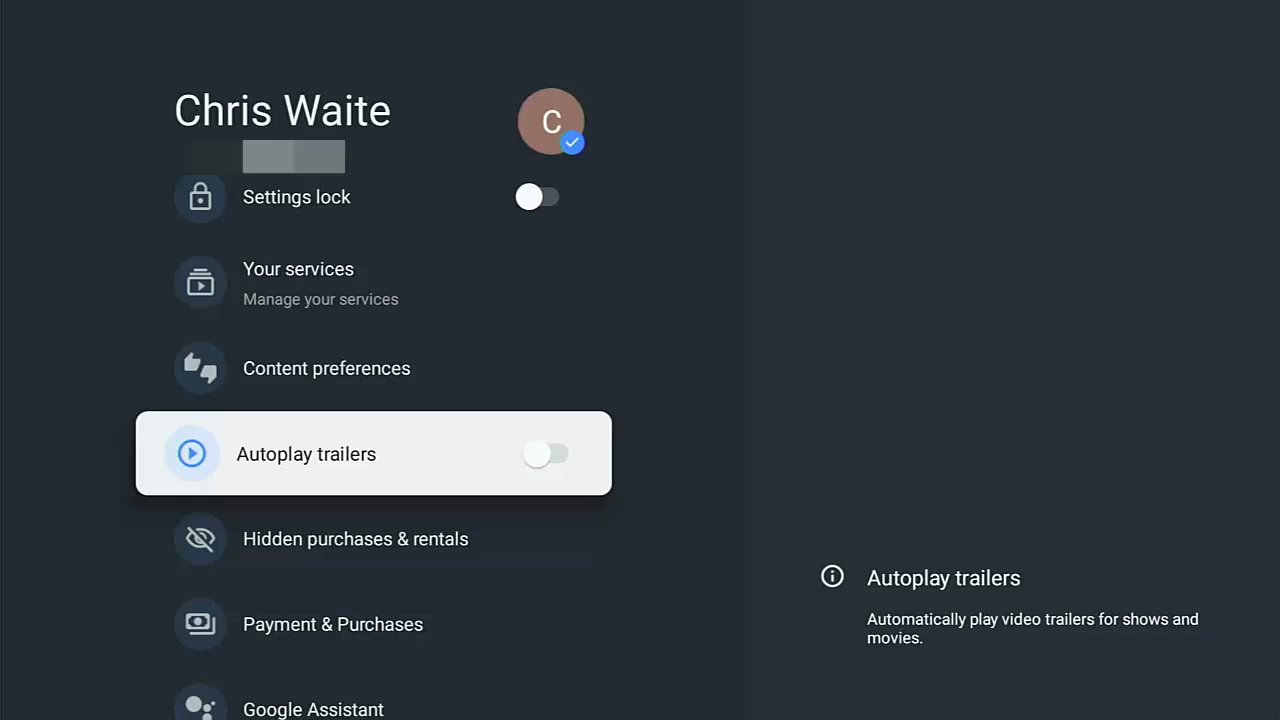 Chris Waite
C
Settings lock
Your services
Manage your services
Content preferences
Autoplay trailers
Hidden purchases & rentals
Payment & Purchases
Google Assistant
Autoplay trailers
Automatically play video trailers for shows and
movies.